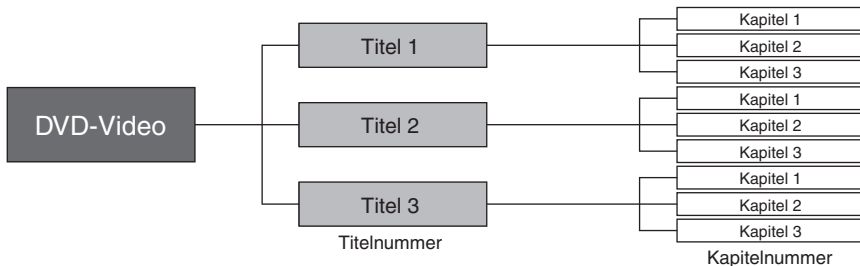 DVD-Video
Titel 1
Kapitel 1
Kapitel 2
Kapitel 3
Titel 2
Kapitel 1
Kapitel 2
Kapitel 3
Titel 3
Kapitel 1
Kapitel 2
Kapitel 3
Titelnummer
Kapitelnummer